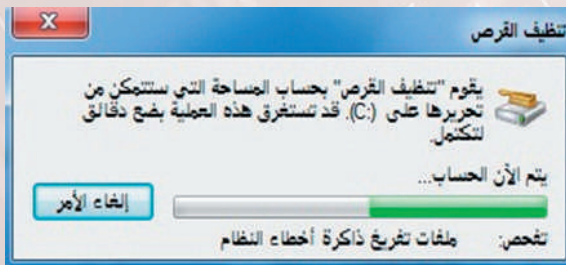 تنظيف القرص
يقوم "تنظيف القرص" بحساب المساحة التي ستتمكن من
تحريرها على (C:). قد تستغرق هذه العملية بضع دقائق
لتكتمل.
يتم الآن الحساب...
إلغاء الأمر
تفحص: ملفات تفريغ ذاكرة أخطاء النظام